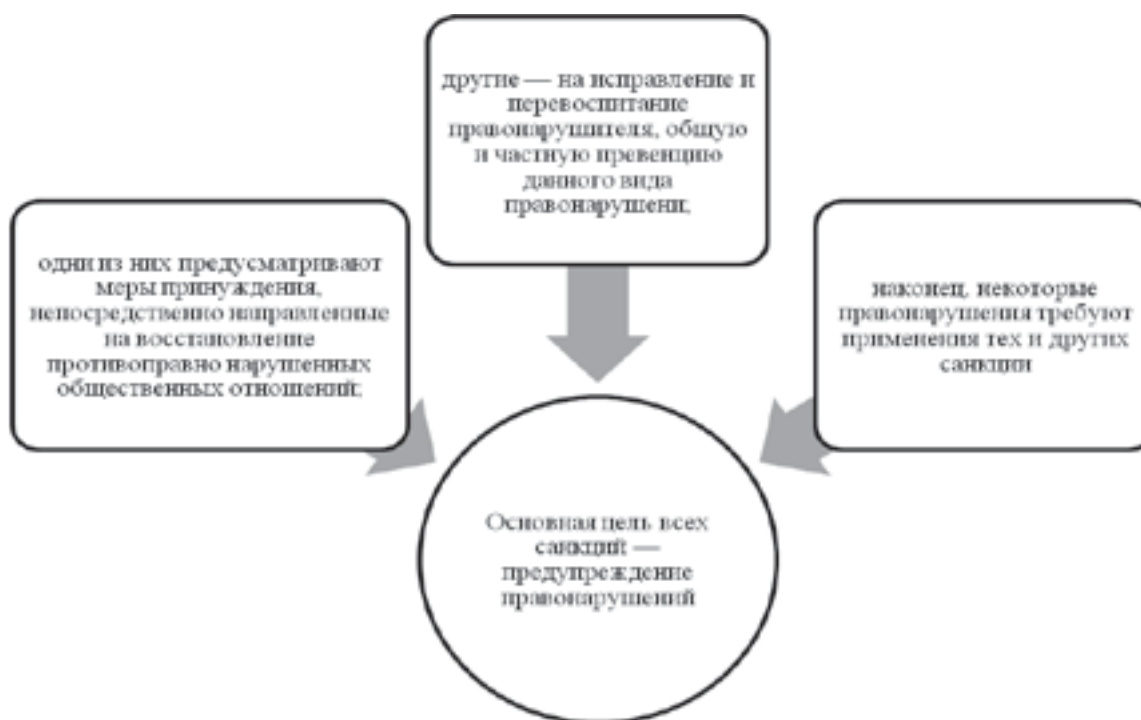 одни из них предусматривают
меры принуждения,
непосредственно направленные
на восстановление
противоправно нарушенных
общественных отношений;
другие — на исправление и
перевоспитание
правонарушителя, общую
и частную превенцию
данного вида
правонарушени;
наконец, некоторые
правонарушения требуют
применения тех и других
санкции
Основная цель всех
санкций —
предупреждение
правонарушений